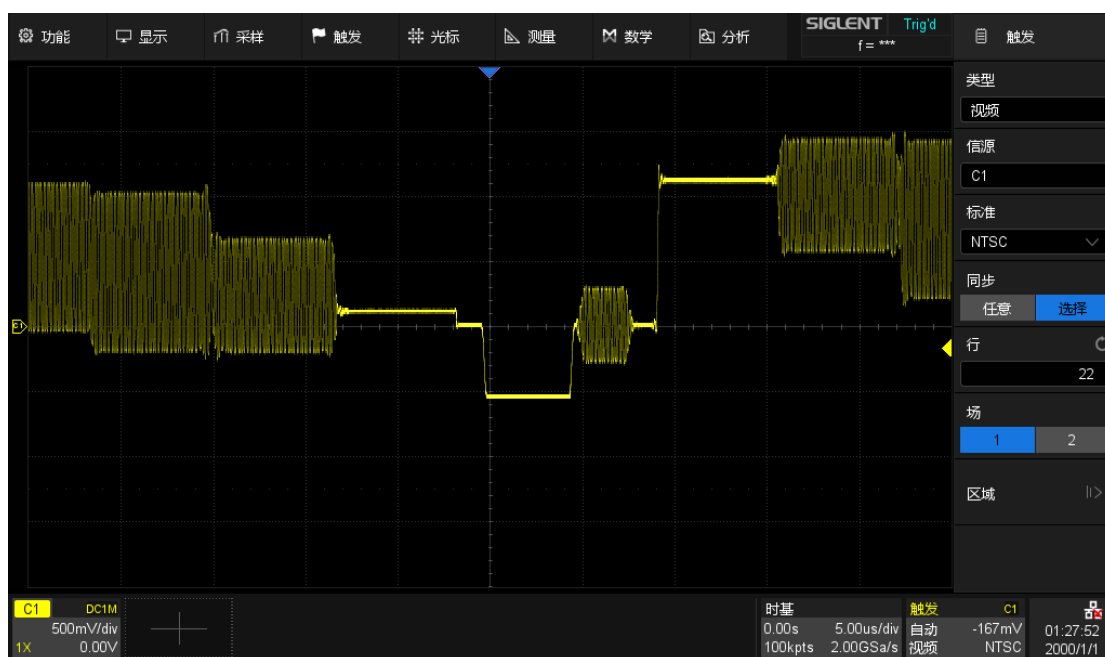 功能 显示 采样 触发 光标 测量 数学 分析 SIGLENT Trig'd
f = ***
触发
类型
视频
信源
C1
标准
NTSC
同步
任意 选择
行
22
场
1 2
区域
C1
C1 DC1M
500mV/div
1X 0.00V
时基
0.00s 5.00us/div
100kpts 2.00GSa/s
触发 C1
自动 -167mV
视频 NTSC
01:27:52
2000/1/1